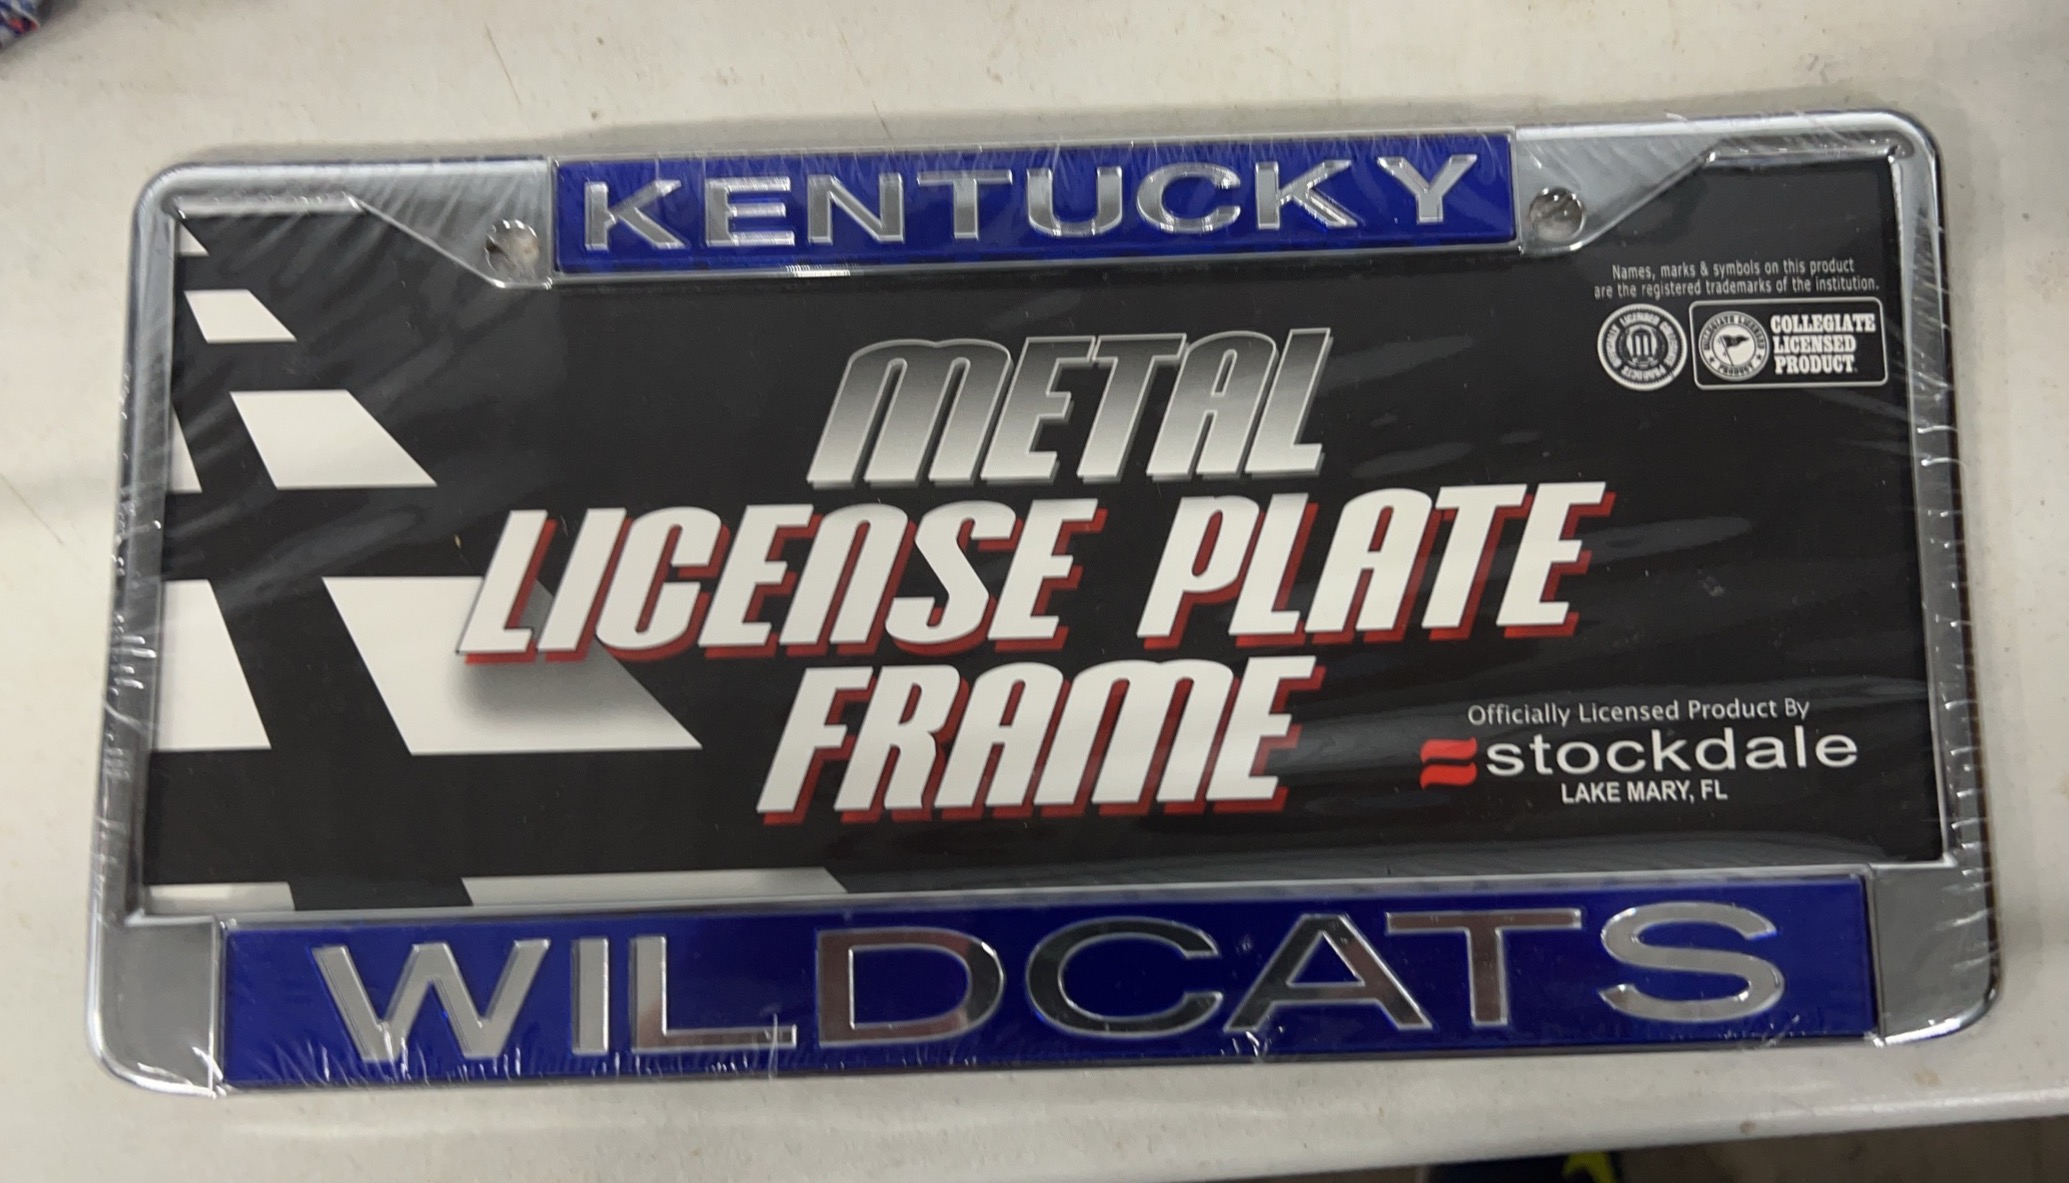 KENTUCKY
Names, marks & symbols on this product
are the registered trademarks of the institution.
COLLEGIATE
LICENSED
PRODUCT
METAL
LICENSE PLATE
FRAME
Officially Licensed Product By
stockdale
LAKE MARY, FL
WILDCATS